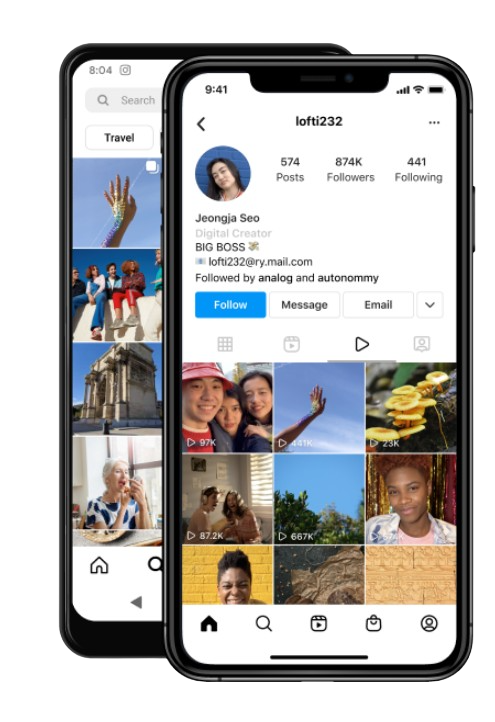 8:04
Search
Travel
9:41
lofti232
574 874K 441
Posts Followers Following
Jeongja Seo
Digital Creator
BIG BOSS 💸
📧 lofti232@ry.mail.com
Followed by analog and autonommy
Follow Message Email
97K 441K 23K
87.2K 667K